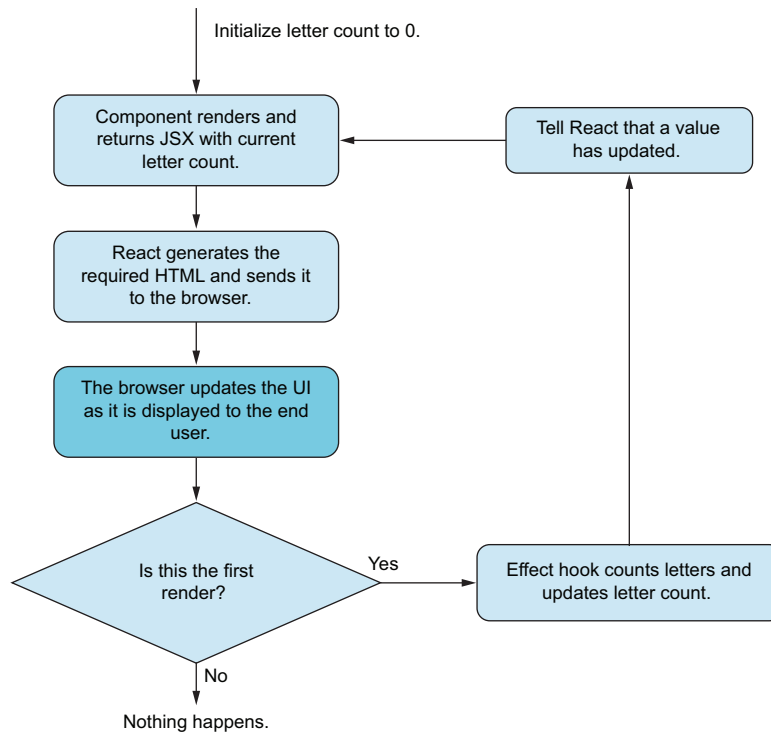 Initialize letter count to 0.
Component renders and
returns JSX with current
letter count.
Tell React that a value
has updated.
React generates the
required HTML and sends it
to the browser.
The browser updates the UI
as it is displayed to the end
user.
Is this the first
render?
Yes
Effect hook counts letters and
updates letter count.
No
Nothing happens.